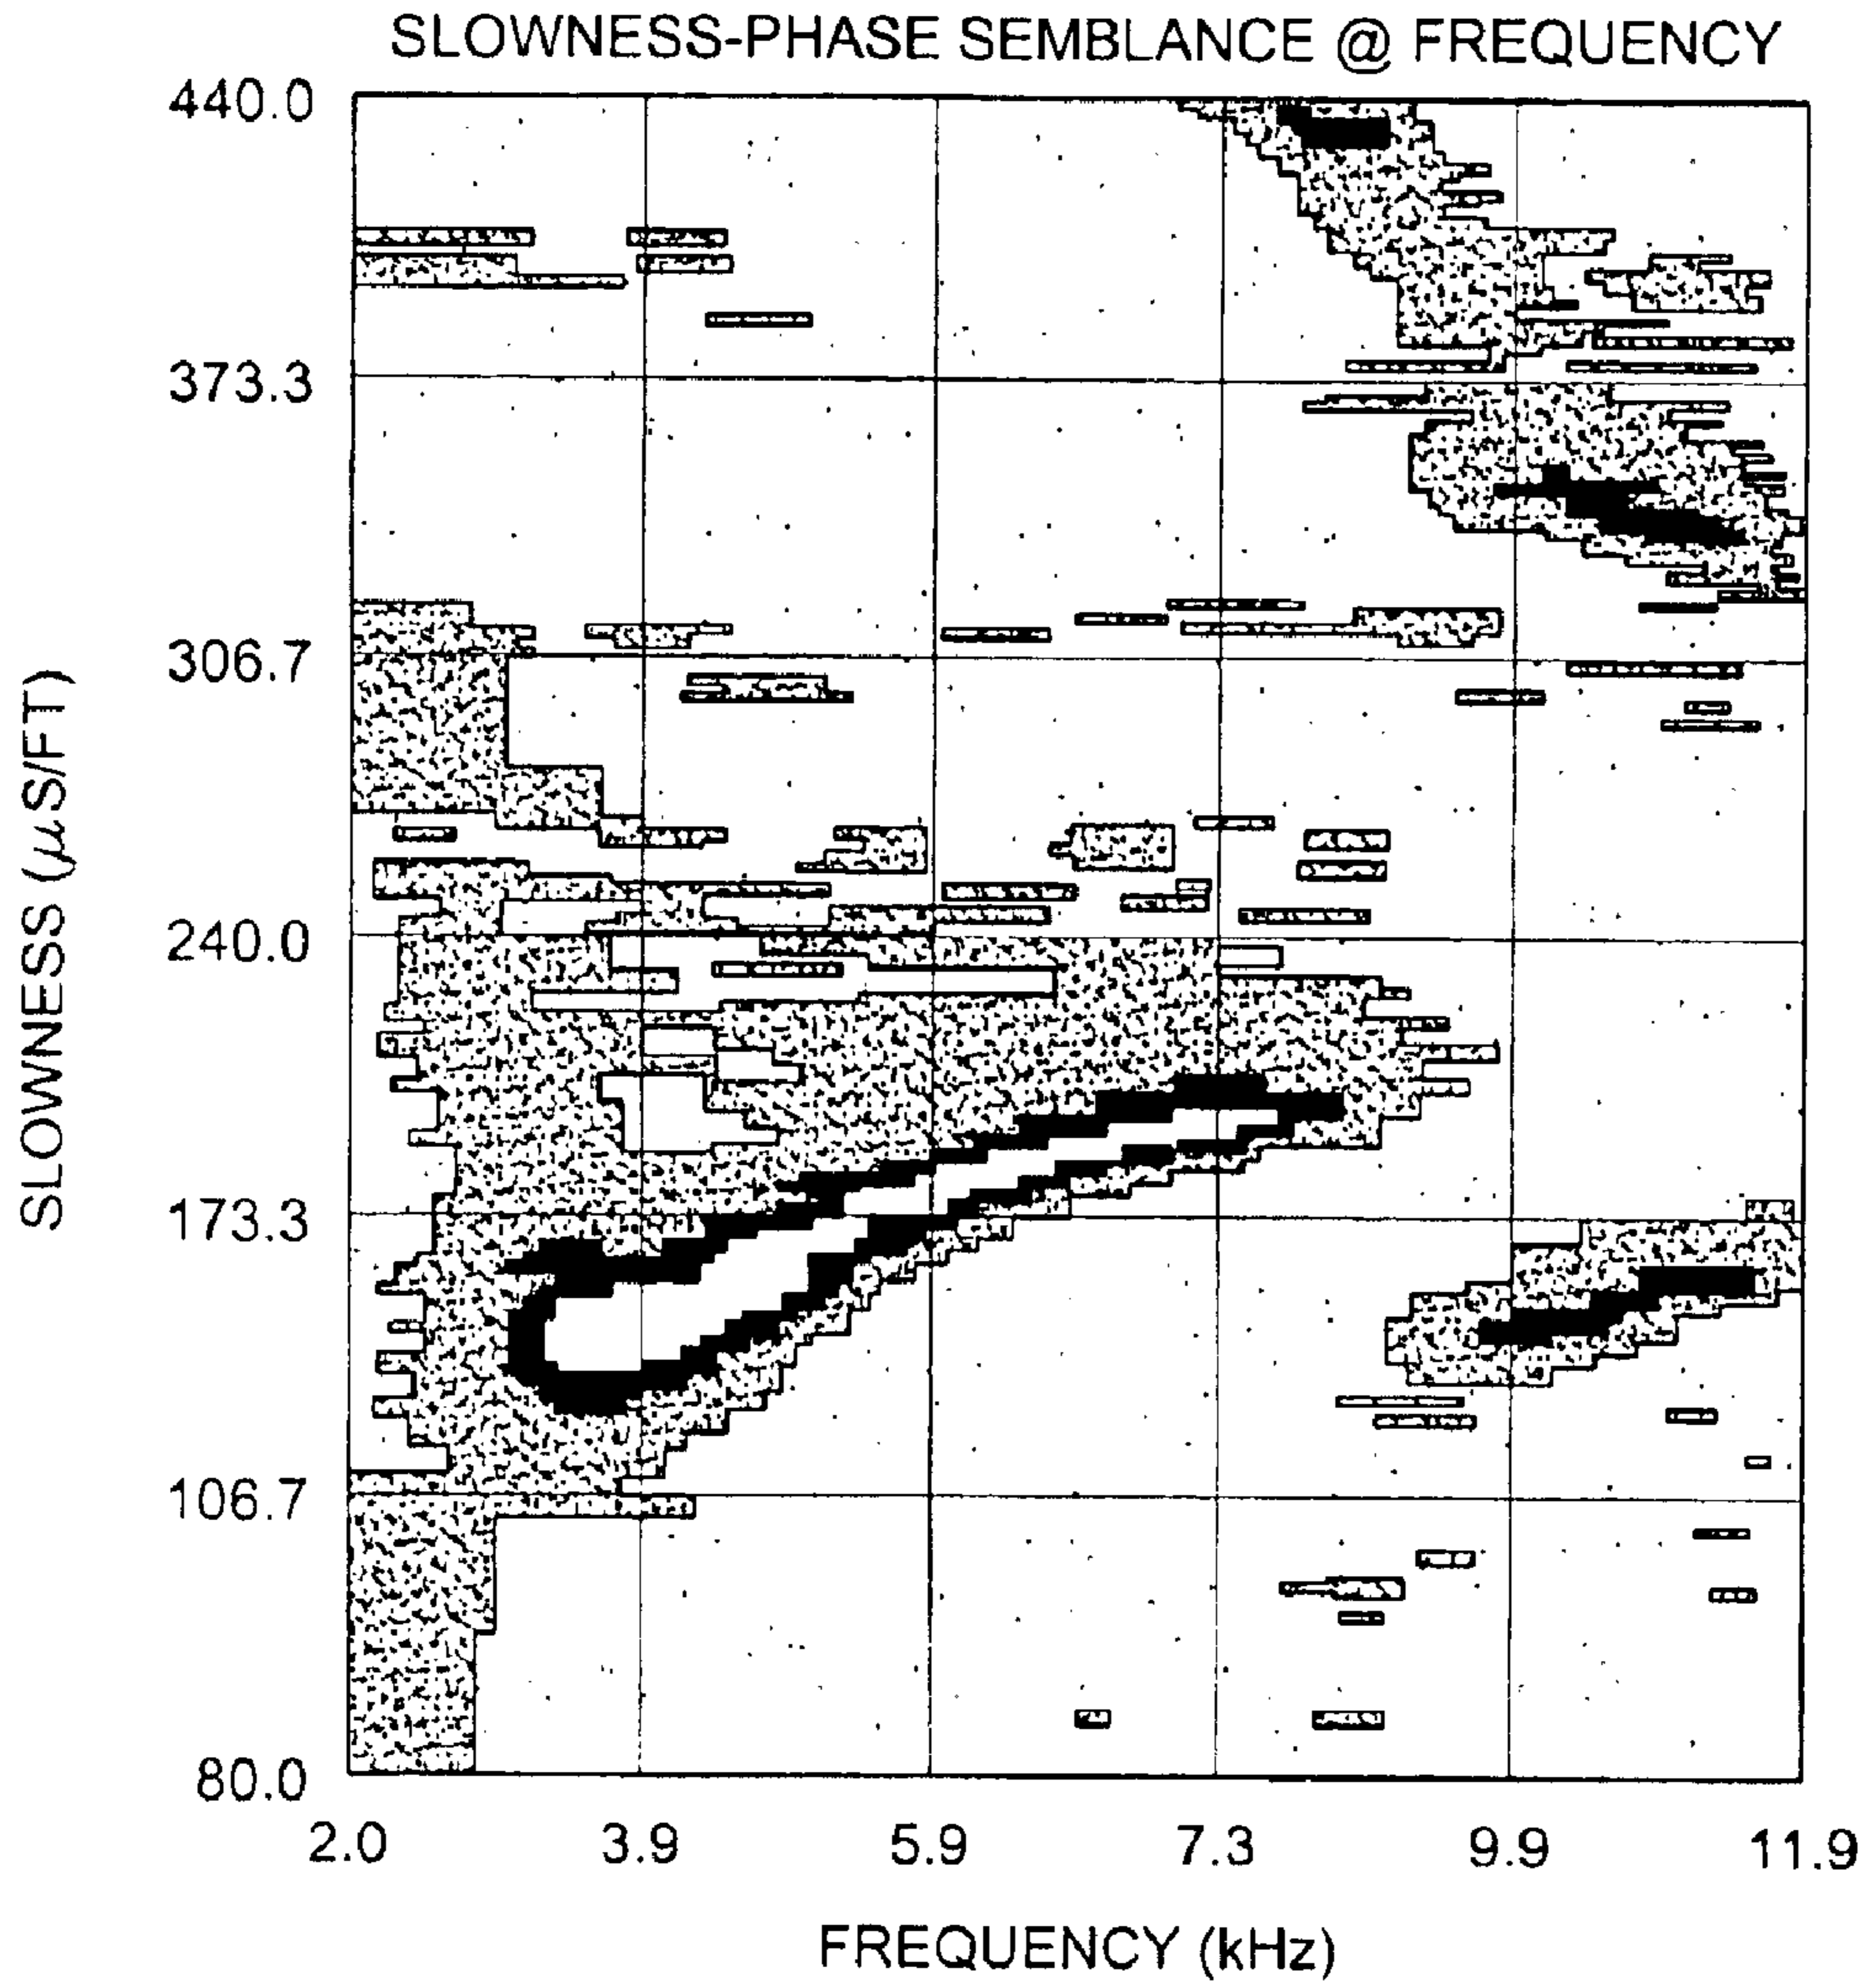 SLOWNESS-PHASE SEMBLANCE @ FREQUENCY
440.0
373.3
306.7
240.0
173.3
106.7
80.0
SLOWNESS (μS/FT)
2.0 3.9 5.9 7.3 9.9 11.9
FREQUENCY (kHz)